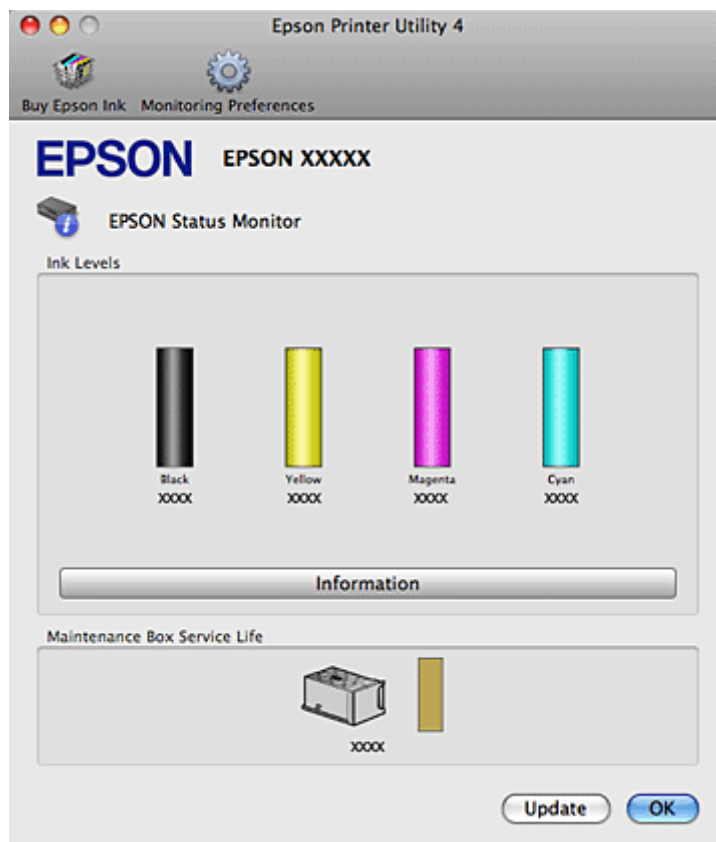 Epson Printer Utility 4
Buy Epson Ink Monitoring Preferences
EPSON EPSON XXXXX
EPSON Status Monitor
Ink Levels
Black Yellow Magenta Cyan
XXXX XXXX XXXX XXXX
Information
Maintenance Box Service Life
XXXX
Update OK